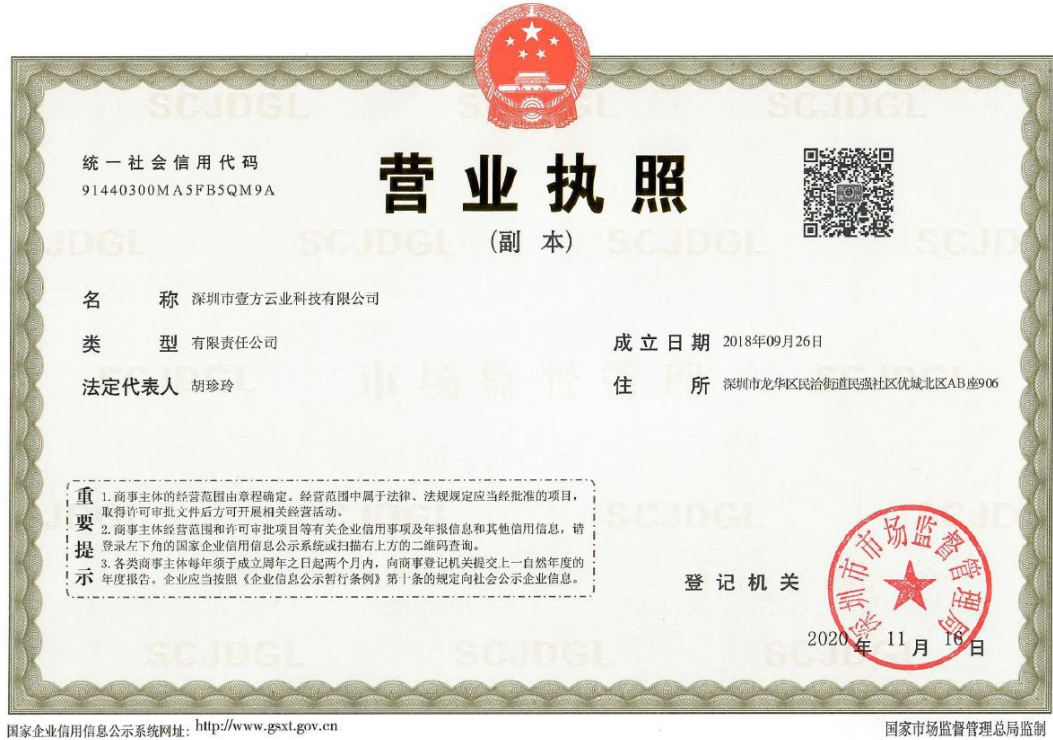 统一社会信用代码
91440300MA5FB5QM9A
营业执照
(副 本)
名 称 深圳市壹方云业科技有限公司
类 型 有限责任公司
成立日期 2018年09月26日
法定代表人 胡珍玲
住 所 深圳市龙华区民治街道民强社区优城北区AB座906
重要提示
1.商事主体的经营范围由章程确定。经营范围中属于法律、法规规定应当经批准的项目,
取得许可审批文件后方可开展相关经营活动。
2.商事主体经营范围和许可审批项目等有关企业信用事项及年报信息和其他信用信息,请
登录左下角的国家企业信用信息公示系统或扫描右上方的二维码查询。
3.各类商事主体每年须于成立周年之日起两个月内,向商事登记机关提交上一自然年度的
年度报告。企业应当按照《企业信息公示暂行条例》第十条的规定向社会公示企业信息。
登记机关
深圳市市场监督管理局
2020年11月16日
国家企业信用信息公示系统网址:http://www.gsxt.gov.cn
国家市场监督管理总局监制
SCJDGL
市场监督管理